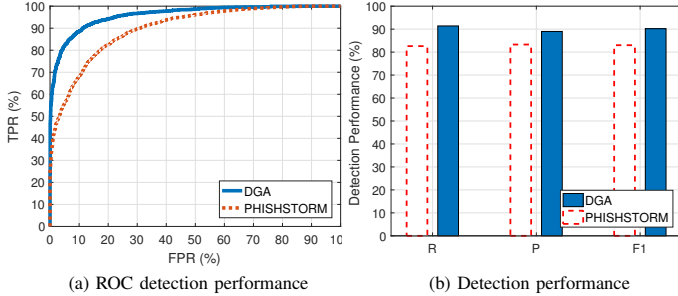 100
90
80
70
60
50
40
30
20
10
0
TPR (%)
0 10 20 30 40 50 60 70 80 90 100
FPR (%)
DGA
PHISHSTORM
(a) ROC detection performance
100
90
80
70
60
50
40
30
20
10
0
Detection Performance (%)
R P F1
DGA
PHISHSTORM
(b) Detection performance